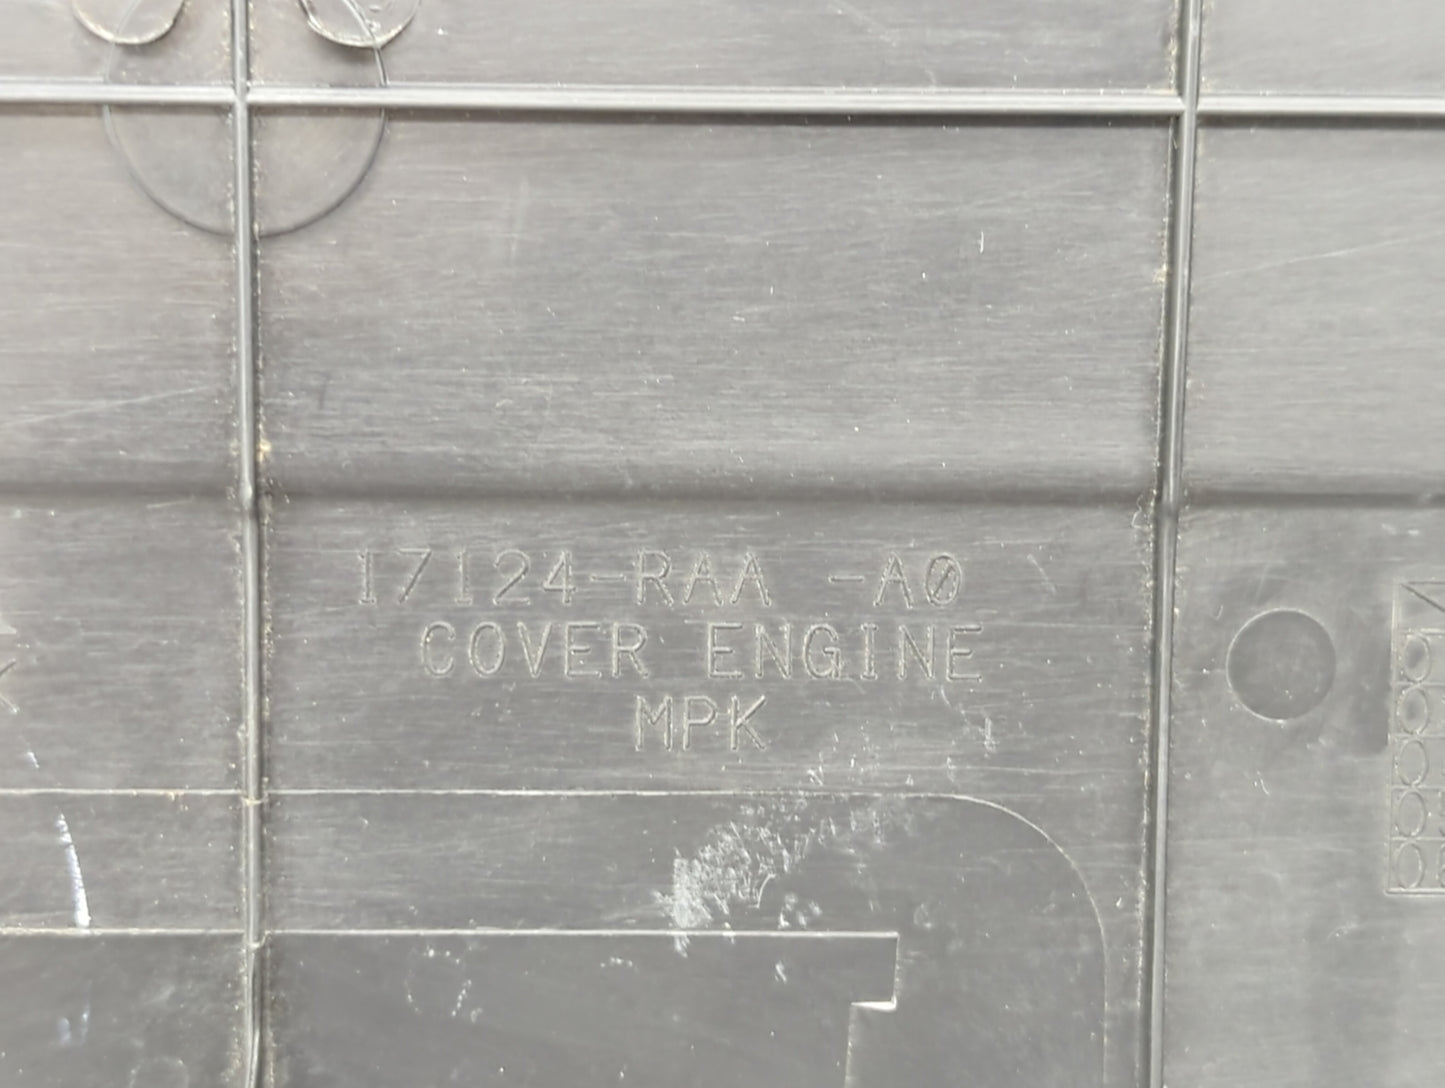 17124-RAA -A0
COVER ENGINE
MPK